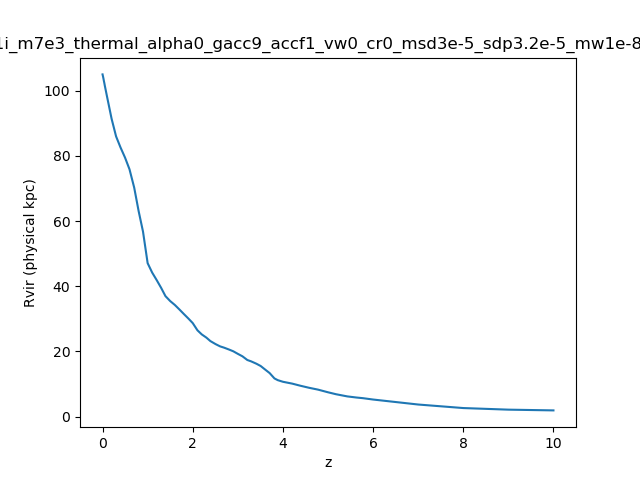 1i_m7e3_thermal_alpha0_gacc9_accf1_vw0_cr0_msd3e-5_sdp3.2e-5_mw1e-8
100
80
60
40
20
0
Rvir (physical kpc)
0 2 4 6 8 10
z